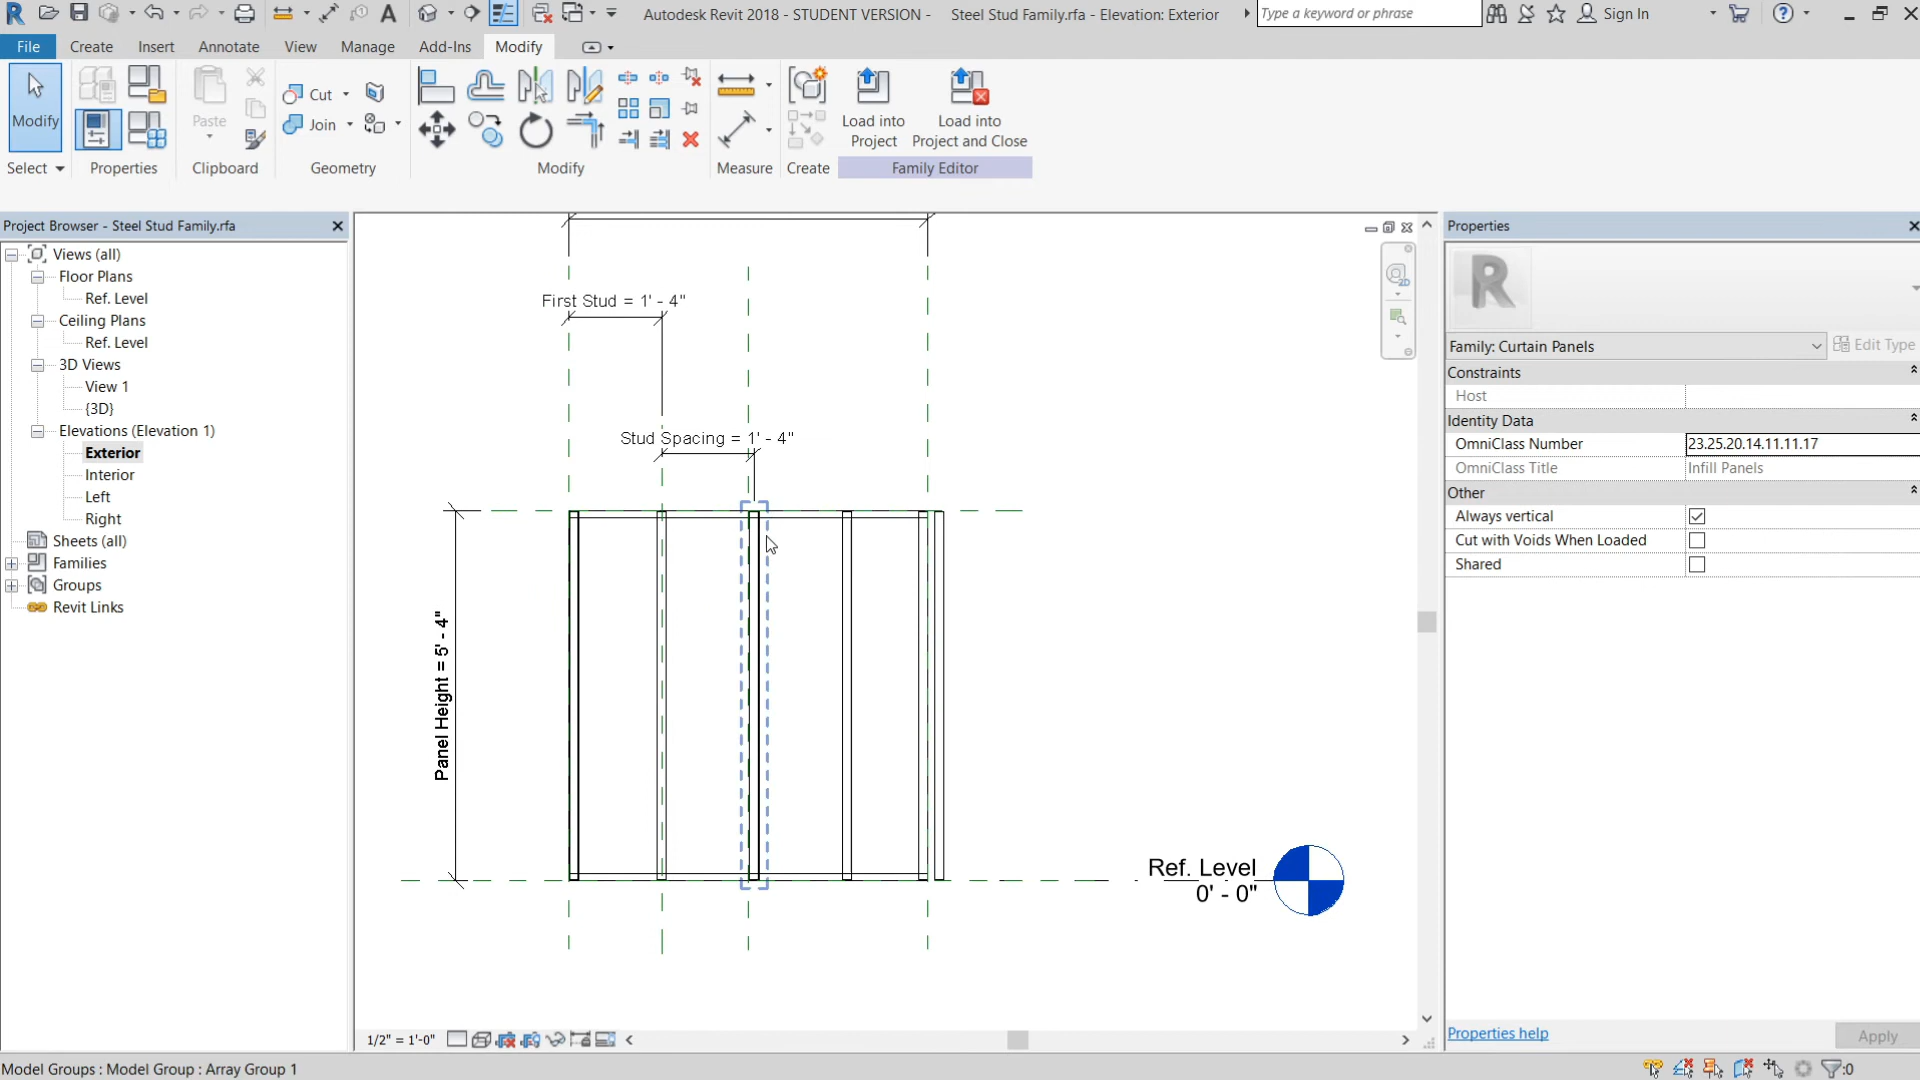 Autodesk Revit 2018 - STUDENT VERSION - Steel Stud Family.rfa - Elevation: Exterior
Type a keyword or phrase
Sign In
File Create Insert Annotate View Manage Add-Ins Modify
Modify
Paste
Cut
Join
Load into
Project
Load into
Project and Close
Select
Properties
Clipboard
Geometry
Modify
Measure
Create
Family Editor
Project Browser - Steel Stud Family.rfa
Views (all)
Floor Plans
Ref. Level
Ceiling Plans
Ref. Level
3D Views
View 1
{3D}
Elevations (Elevation 1)
Exterior
Interior
Left
Right
Sheets (all)
Families
Groups
Revit Links
First Stud = 1' - 4"
Stud Spacing = 1' - 4"
Panel Height = 5' - 4"
Ref. Level
0' - 0"
2D
Properties
R
Family: Curtain Panels
Edit Type
Constraints
Host
Identity Data
OmniClass Number 23.25.20.14.11.11.17
OmniClass Title Infill Panels
Other
Always vertical
Cut with Voids When Loaded
Shared
Properties help
Apply
1/2" = 1'-0"
Model Groups : Model Group : Array Group 1
:0